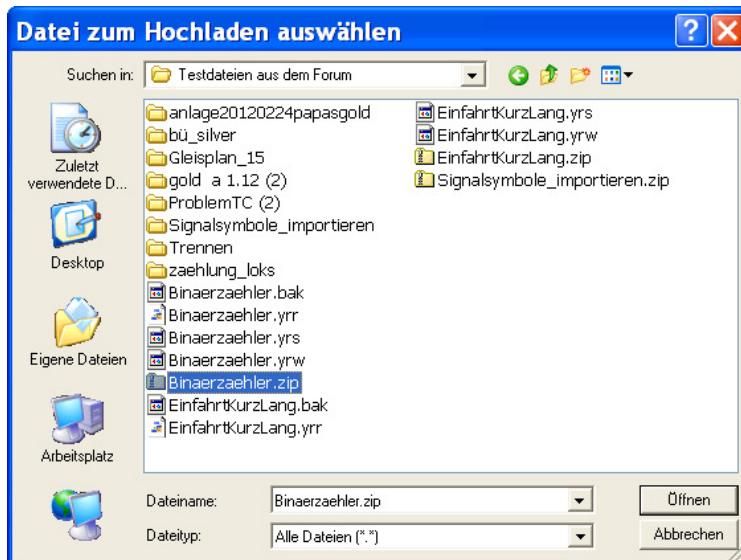 Datei zum Hochladen auswählen
Suchen in:
Testdateien aus dem Forum
Zuletzt
verwendete D...
Desktop
Eigene Dateien
Arbeitsplatz
anlage20120224papasgold
bü_silver
Gleisplan_15
gold a 1.12 (2)
ProblemTC (2)
Signalsymbole_importieren
Trennen
zaehlung_loks
Binaerzaehler.bak
Binaerzaehler.yrr
Binaerzaehler.yrs
Binaerzaehler.yrw
Binaerzaehler.zip
EinfahrtKurzLang.bak
EinfahrtKurzLang.yrr
EinfahrtKurzLang.yrs
EinfahrtKurzLang.yrw
EinfahrtKurzLang.zip
Signalsymbole_importieren.zip
Dateiname:
Binaerzaehler.zip
Öffnen
Dateityp:
Alle Dateien (*.*)
Abbrechen